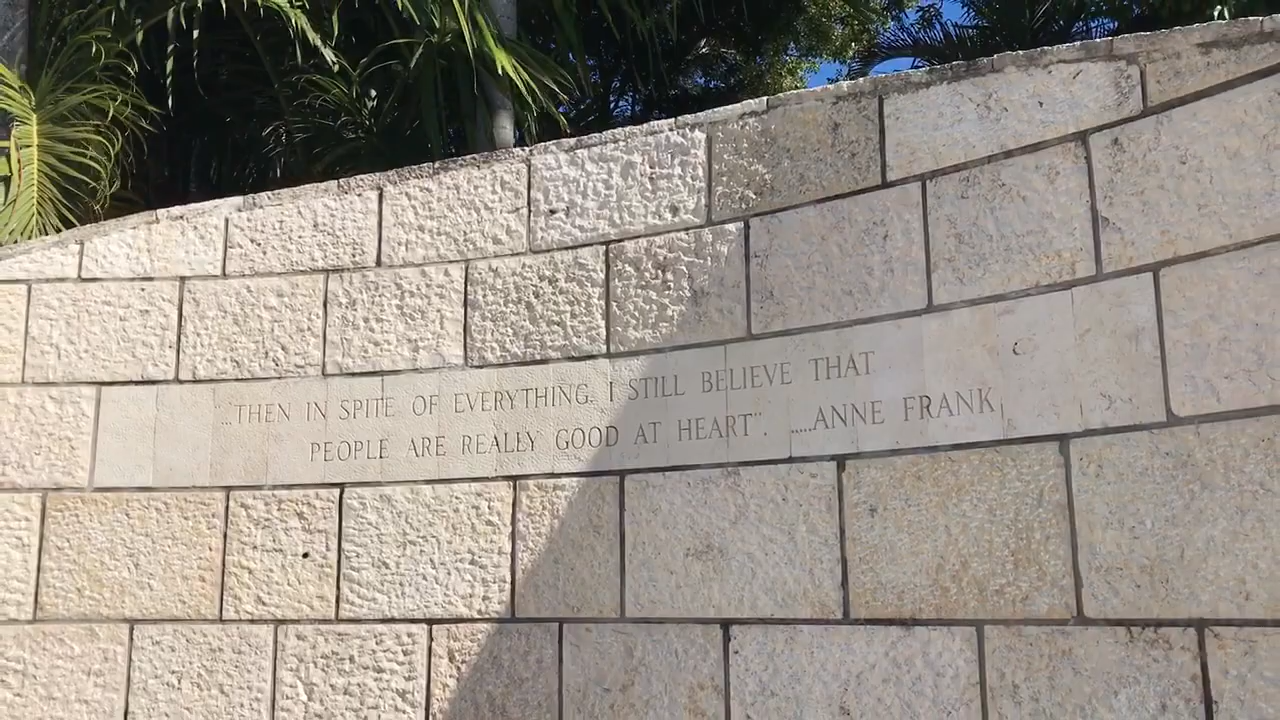 "...THEN IN SPITE OF EVERYTHING, I STILL BELIEVE THAT
PEOPLE ARE REALLY GOOD AT HEART". .....ANNE FRANK